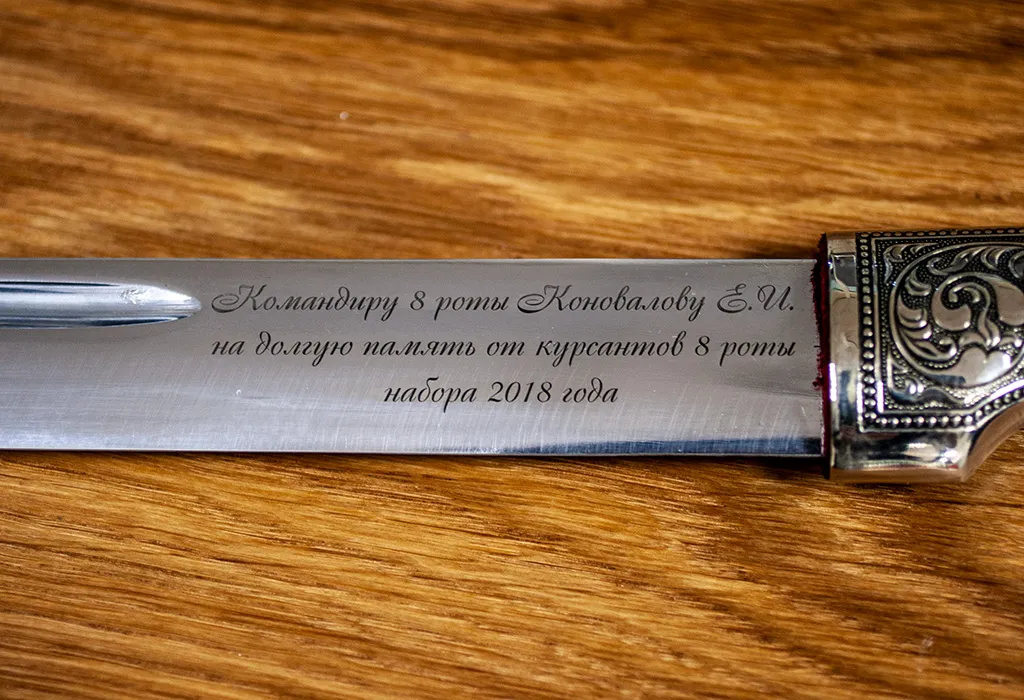 Командиру 8 роты Коновалову Е.И.
на долгую память от курсантов 8 роты
набора 2018 года